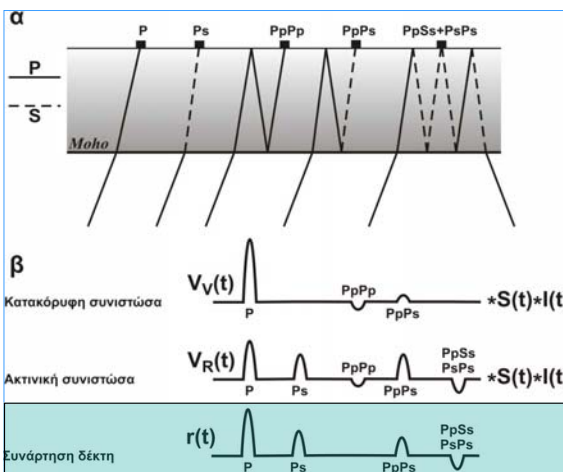 α
P Ps PpPp PpPs PpSs+PsPs
P
S
Moho
β
V_V(t) PpPp *S(t)*I(t
Κατακόρυφη συνιστώσα
P PpPs
V_R(t) PpPp PpSs
PsPs *S(t)*I(t
Ακτινική συνιστώσα
P Ps PpPs
r(t) PpSs
PsPs
Συνάρτηση δέκτη
P Ps PpPs